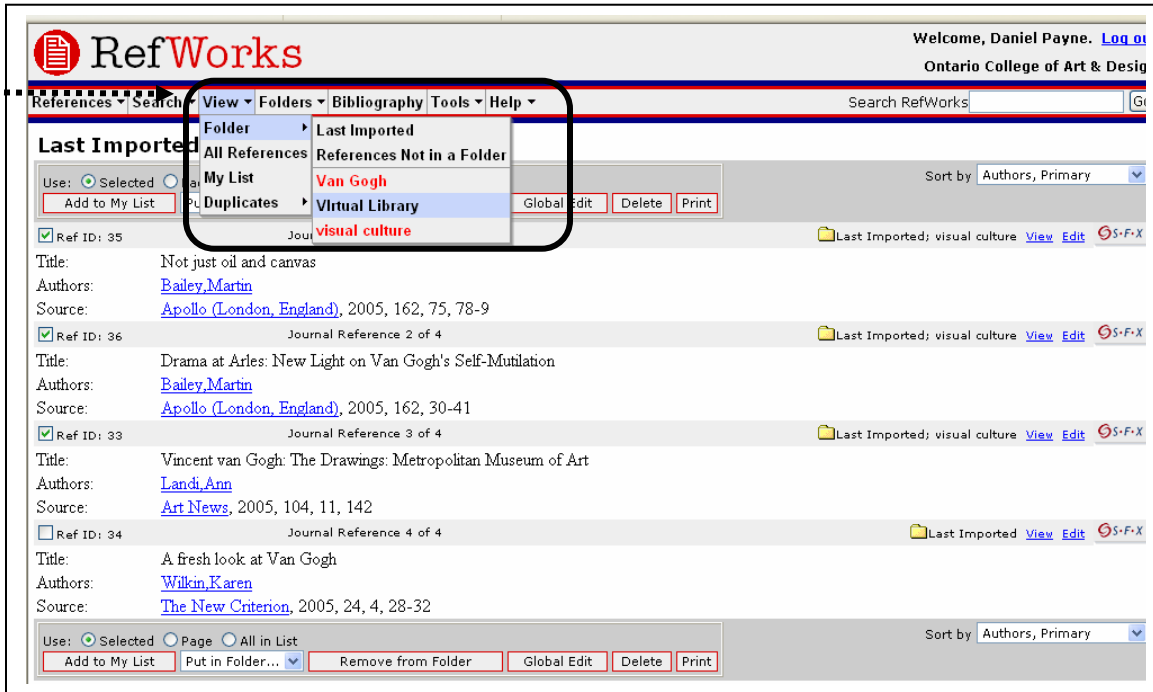 RefWorks
Welcome, Daniel Payne. Log ou
Ontario College of Art & Desig
References Search View Folders Bibliography Tools Help Search RefWorks Go
Last Imported
Folder Last Imported
All References References Not in a Folder
My List Van Gogh
Duplicates VIrtual Library
visual culture
Use: Selected
Sort by Authors, Primary
Add to My List Pu Global Edit Delete Print
Ref ID: 35 Jou Last Imported; visual culture View Edit S·F·X
Title: Not just oil and canvas
Authors: Bailey,Martin
Source: Apollo (London, England), 2005, 162, 75, 78-9
Ref ID: 36 Journal Reference 2 of 4 Last Imported; visual culture View Edit S·F·X
Title: Drama at Arles: New Light on Van Gogh's Self-Mutilation
Authors: Bailey,Martin
Source: Apollo (London, England), 2005, 162, 30-41
Ref ID: 33 Journal Reference 3 of 4 Last Imported; visual culture View Edit S·F·X
Title: Vincent van Gogh: The Drawings: Metropolitan Museum of Art
Authors: Landi,Ann
Source: Art News, 2005, 104, 11, 142
Ref ID: 34 Journal Reference 4 of 4 Last Imported View Edit S·F·X
Title: A fresh look at Van Gogh
Authors: Wilkin,Karen
Source: The New Criterion, 2005, 24, 4, 28-32
Use: Selected Page All in List Sort by Authors, Primary
Add to My List Put in Folder... Remove from Folder Global Edit Delete Print